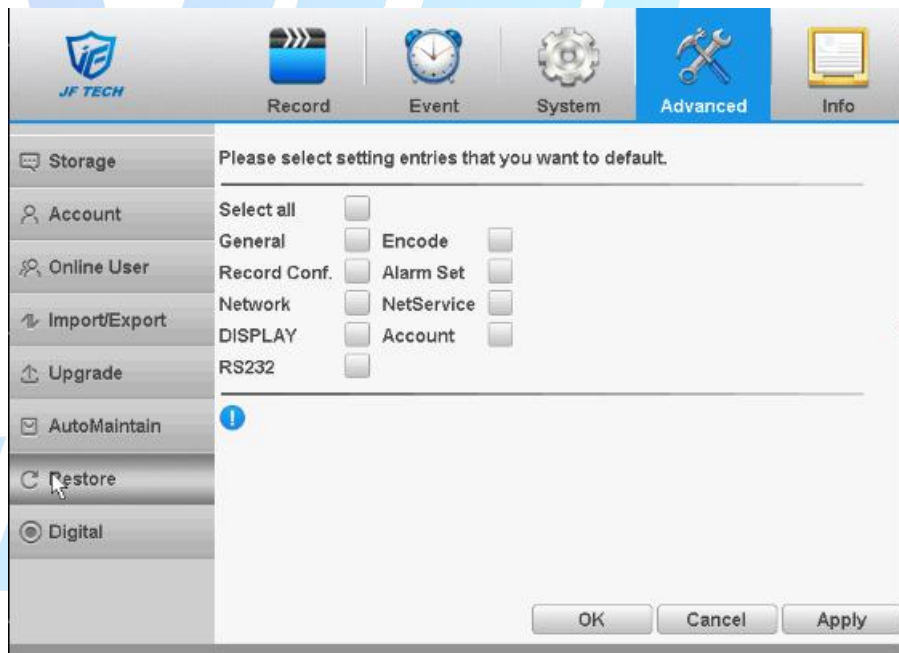 JF TECH
Record Event System Advanced Info
Storage
Account
Online User
Import/Export
Upgrade
AutoMaintain
Restore
Digital
Please select setting entries that you want to default.
Select all
General Encode
Record Conf. Alarm Set
Network NetService
DISPLAY Account
RS232
OK Cancel Apply